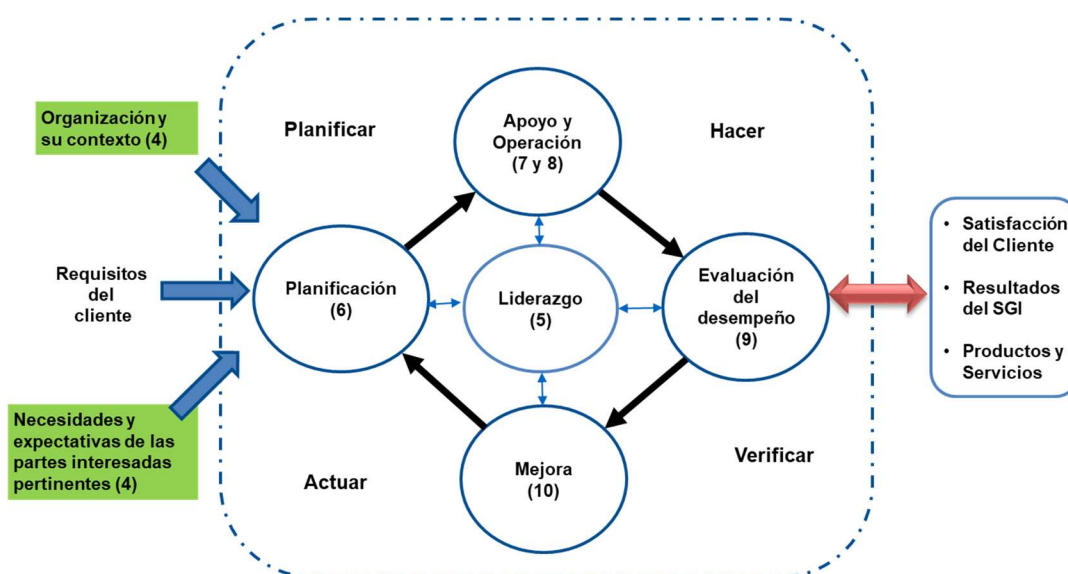 Organización y
su contexto (4)
Requisitos
del
cliente
Necesidades y
expectativas de las
partes interesadas
pertinentes (4)
Planificar
Hacer
Apoyo y
Operación
(7 y 8)
Planificación
(6)
Liderazgo
(5)
Evaluación
del
desempeño
(9)
Mejora
(10)
Actuar
Verificar
• Satisfacción
del Cliente
• Resultados
del SGI
• Productos y
Servicios